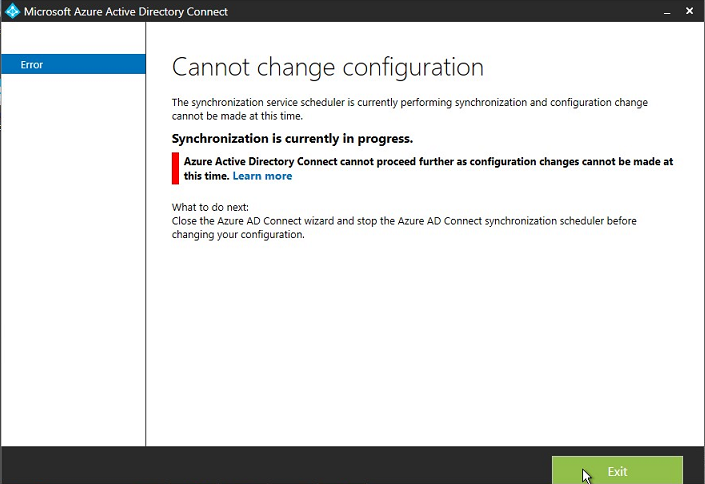 Microsoft Azure Active Directory Connect
Error
Cannot change configuration
The synchronization service scheduler is currently performing synchronization and configuration change
cannot be made at this time.
Synchronization is currently in progress.
Azure Active Directory Connect cannot proceed further as configuration changes cannot be made at
this time. Learn more
What to do next:
Close the Azure AD Connect wizard and stop the Azure AD Connect synchronization scheduler before
changing your configuration.
Exit